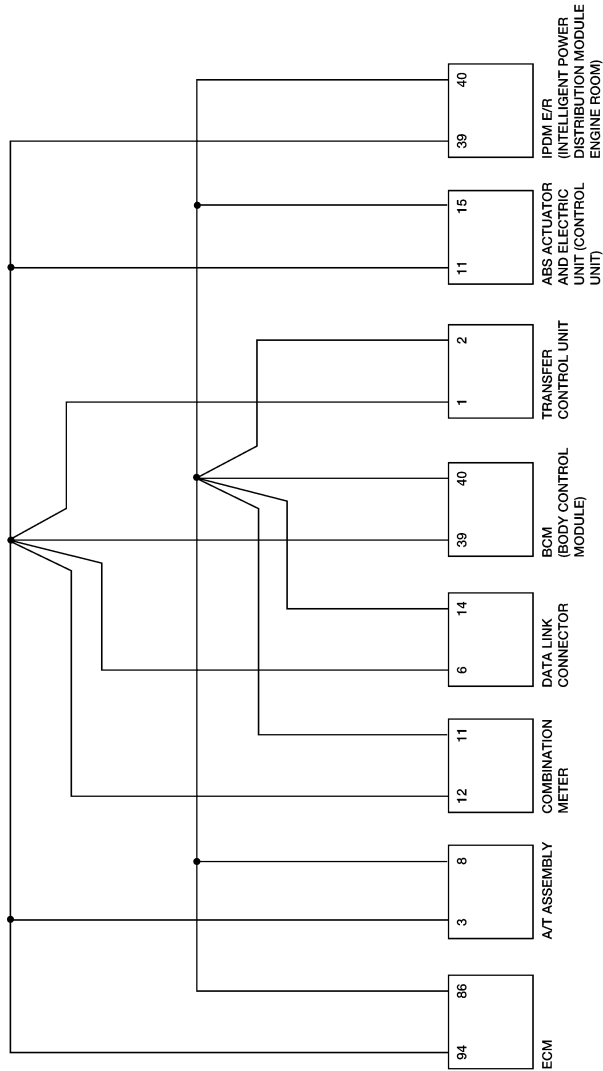 94
86
ECM
3
8
A/T ASSEMBLY
12
11
COMBINATION
METER
6
14
DATA LINK
CONNECTOR
39
40
BCM
(BODY CONTROL
MODULE)
1
2
TRANSFER
CONTROL UNIT
11
15
ABS ACTUATOR
AND ELECTRIC
UNIT (CONTROL
UNIT)
39
40
IPDM E/R
(INTELLIGENT POWER
DISTRIBUTION MODULE
ENGINE ROOM)